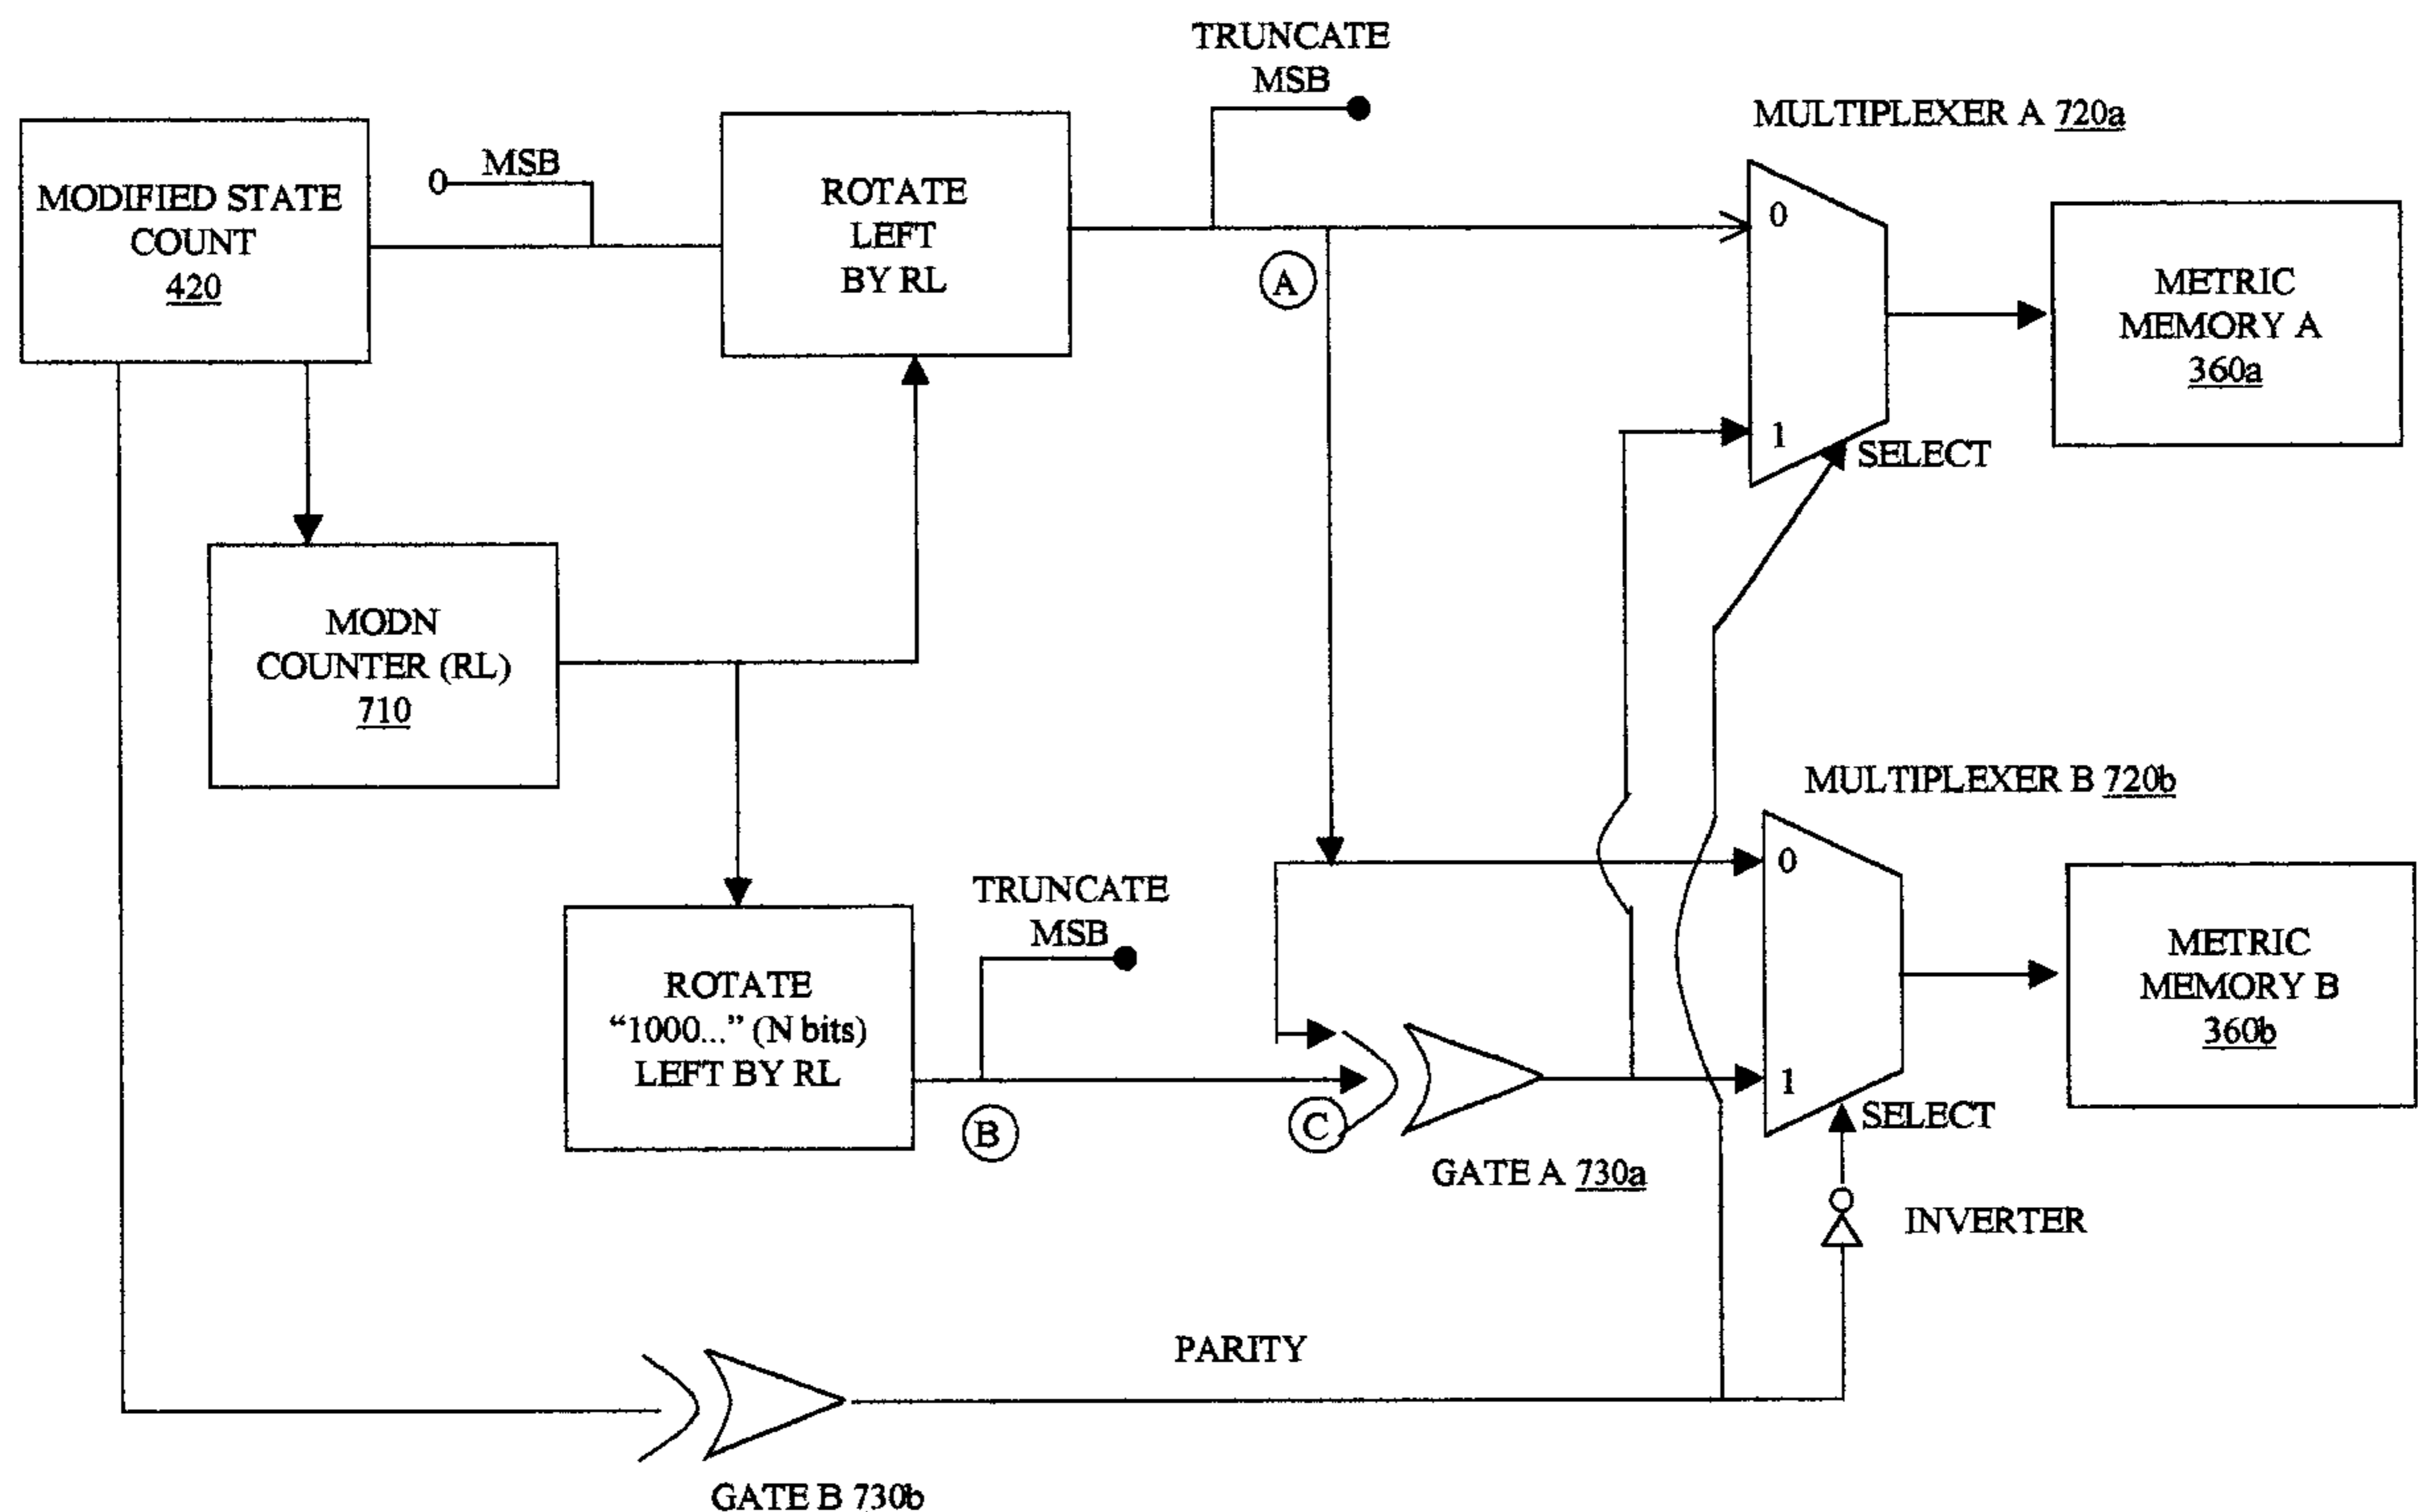 TRUNCATE
MSB
MULTIPLEXER A 720a
MODIFIED STATE
COUNT
420
0
MSB
ROTATE
LEFT
BY RL
A
0
1
SELECT
METRIC
MEMORY A
360a
MODN
COUNTER (RL)
710
MULTIPLEXER B 720b
TRUNCATE
MSB
ROTATE
“1000...” (N bits)
LEFT BY RL
B
C
GATE A 730a
0
1
SELECT
METRIC
MEMORY B
360b
INVERTER
PARITY
GATE B 730b